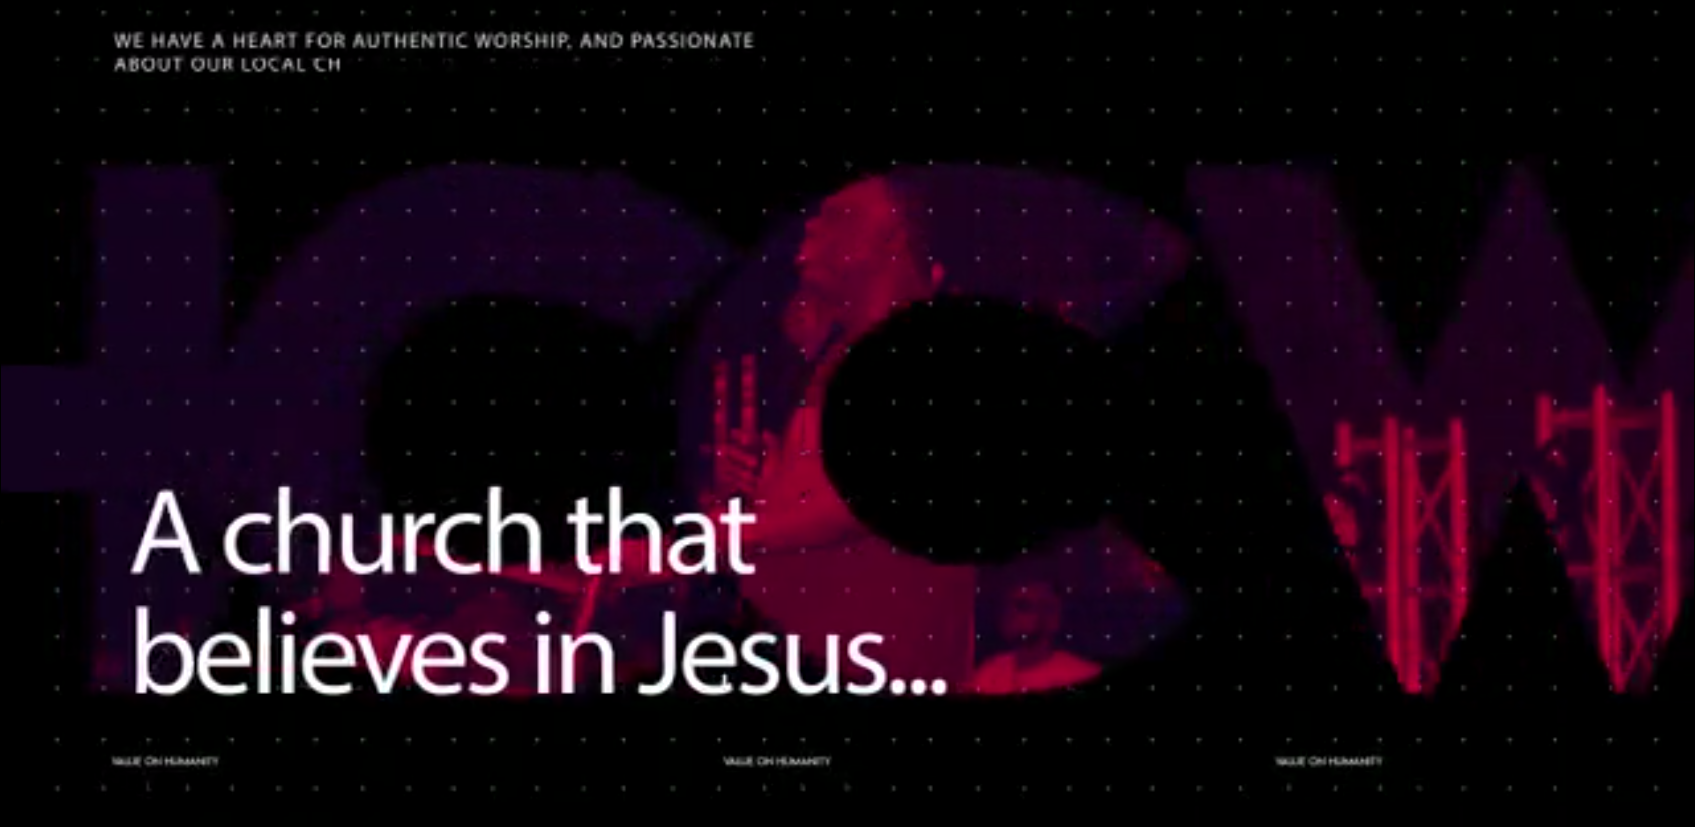 WE HAVE A HEART FOR AUTHENTIC WORSHIP, AND PASSIONATE
ABOUT OUR LOCAL CH
CCW
A church that
believes in Jesus...
VALUE ON HUMANITY VALUE ON HUMANITY VALUE ON HUMANITY